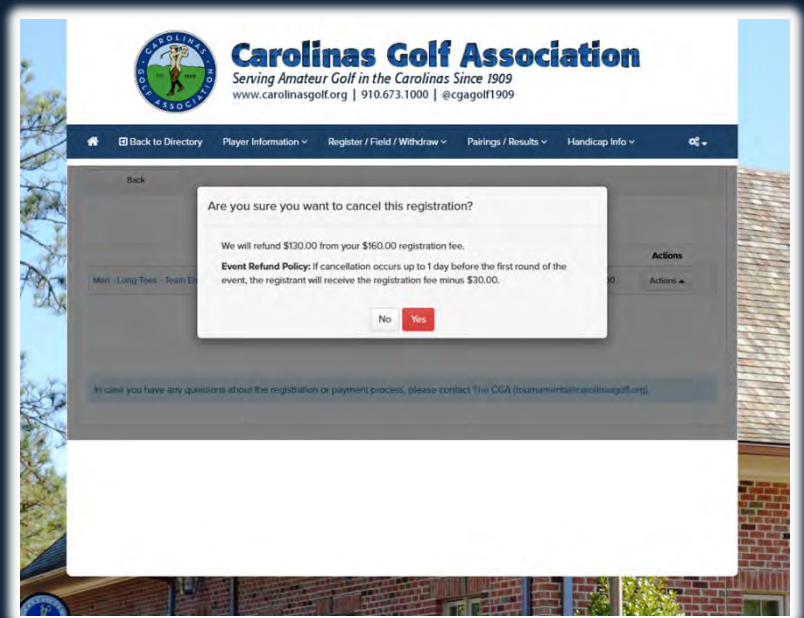 CAROLINAS
EST 1909
GOLF ASSOCIATION
Carolinas Golf Association
Serving Amateur Golf in the Carolinas Since 1909
www.carolinasgolf.org | 910.673.1000 | @cgagolf1909
Back to Directory Player Information Register / Field / Withdraw Pairings / Results Handicap Info
Back
Are you sure you want to cancel this registration?
We will refund $130.00 from your $160.00 registration fee.
Event Refund Policy: If cancellation occurs up to 1 day before the first round of the
event, the registrant will receive the registration fee minus $30.00.
No Yes
Actions
Men - Long Tees - Team Actions
In case you have any questions about the registration or payment process, please contact The CGA (tournaments@carolinasgolf.org).